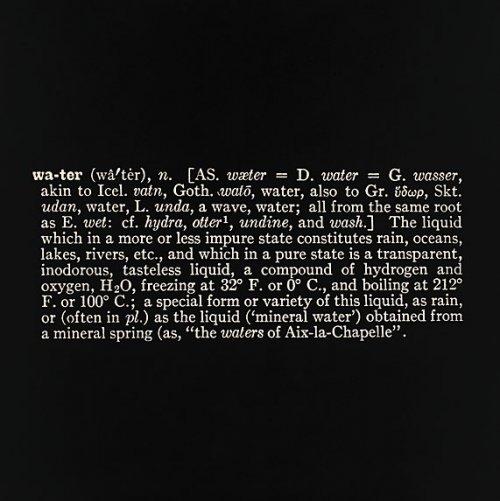 wa-ter (wâ′tėr), n. [AS. wæter = D. water = G. wasser,
akin to Icel. vatn, Goth. watō, water, also to Gr. ὕδωρ, Skt.
udan, water, L. unda, a wave, water; all from the same root
as E. wet: cf. hydra, otter¹, undine, and wash.] The liquid
which in a more or less impure state constitutes rain, oceans,
lakes, rivers, etc., and which in a pure state is a transparent,
inodorous, tasteless liquid, a compound of hydrogen and
oxygen, H₂O, freezing at 32° F. or 0° C., and boiling at 212°
F. or 100° C.; a special form or variety of this liquid, as rain,
or (often in pl.) as the liquid (‘mineral water’) obtained from
a mineral spring (as, “the waters of Aix-la-Chapelle”.